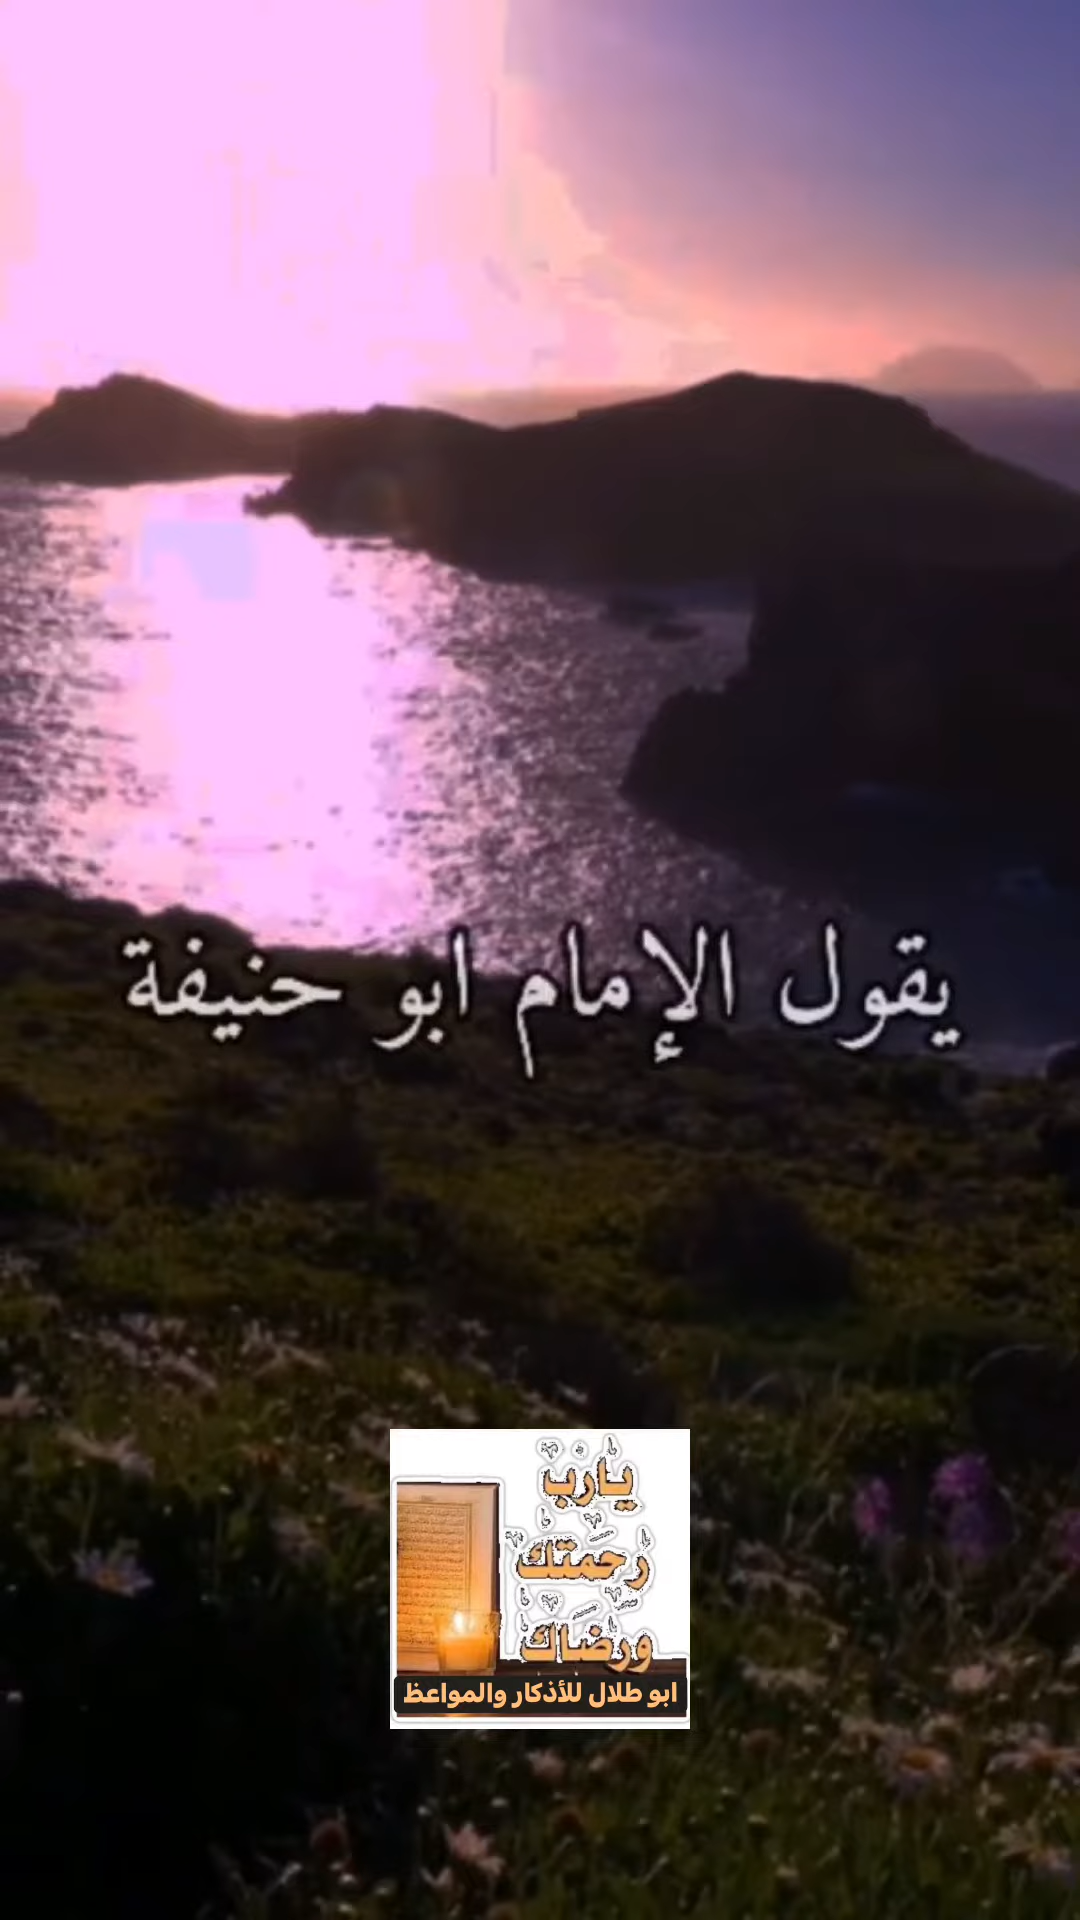 يقول الإمام ابو حنيفة
يارب
رحمتك
ورضاك
ابو طلال للأذكار والمواعظ